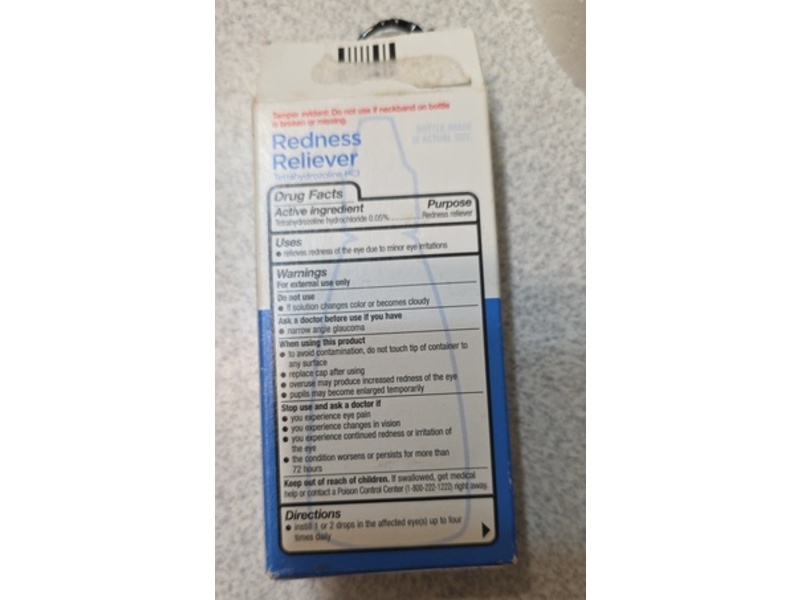 Tamper evident: Do not use if neckband on bottle
is broken or missing.
BOTTLE IMAGE
IS ACTUAL SIZE
Redness
Reliever
Tetrahydrozoline HCl
Drug Facts
Active ingredient Purpose
Tetrahydrozoline hydrochloride 0.05% Redness reliever
Uses
● relieves redness of the eye due to minor eye irritations
Warnings
For external use only
Do not use
● if solution changes color or becomes cloudy
Ask a doctor before use if you have
● narrow angle glaucoma
When using this product
● to avoid contamination, do not touch tip of container to
any surface
● replace cap after using
● overuse may produce increased redness of the eye
● pupils may become enlarged temporarily
Stop use and ask a doctor if
● you experience eye pain
● you experience changes in vision
● you experience continued redness or irritation of
the eye
● the condition worsens or persists for more than
72 hours
Keep out of reach of children. If swallowed, get medical
help or contact a Poison Control Center (1-800-222-1222) right away.
Directions
● instill 1 or 2 drops in the affected eye(s) up to four
times daily